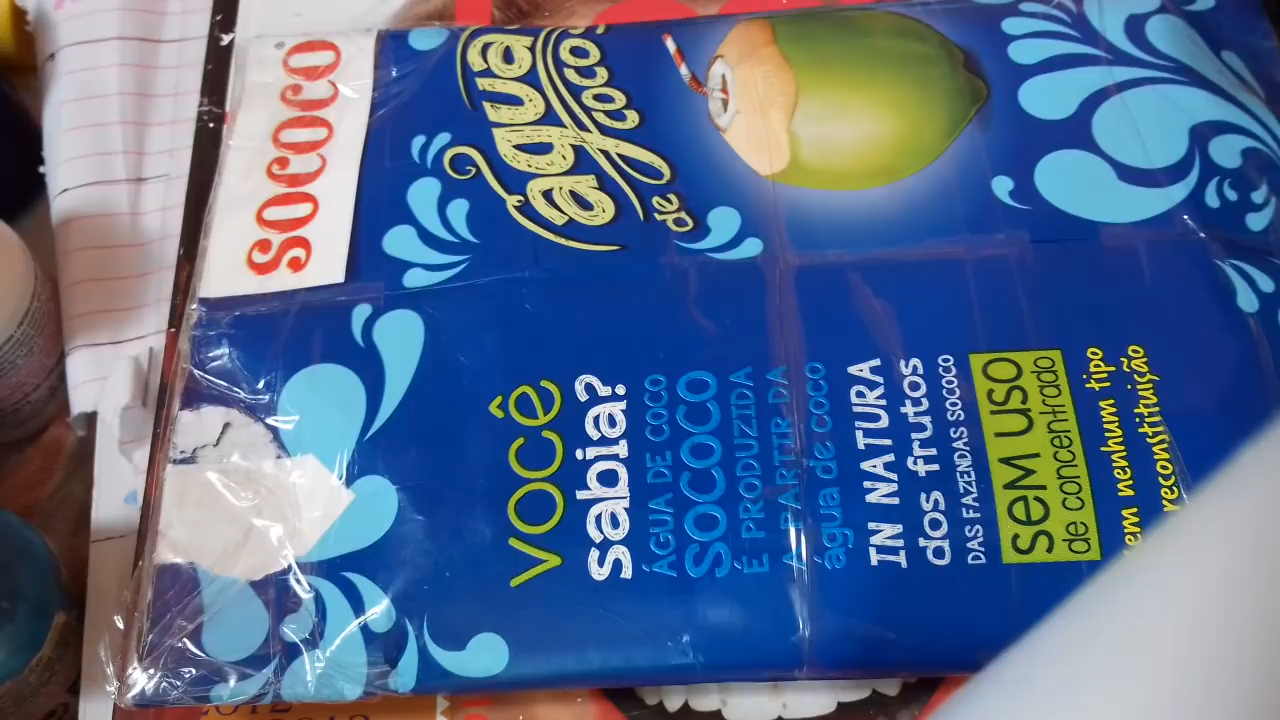 SOCOCO
água
de coco
VOCÊ
sabia?
ÁGUA DE COCO
SOCOCO
É PRODUZIDA
A PARTIR DA
água de coco
IN NATURA
dos frutos
DAS FAZENDAS SOCOCO
SEM USO
de concentrado
sem nenhum tipo
reconstituição